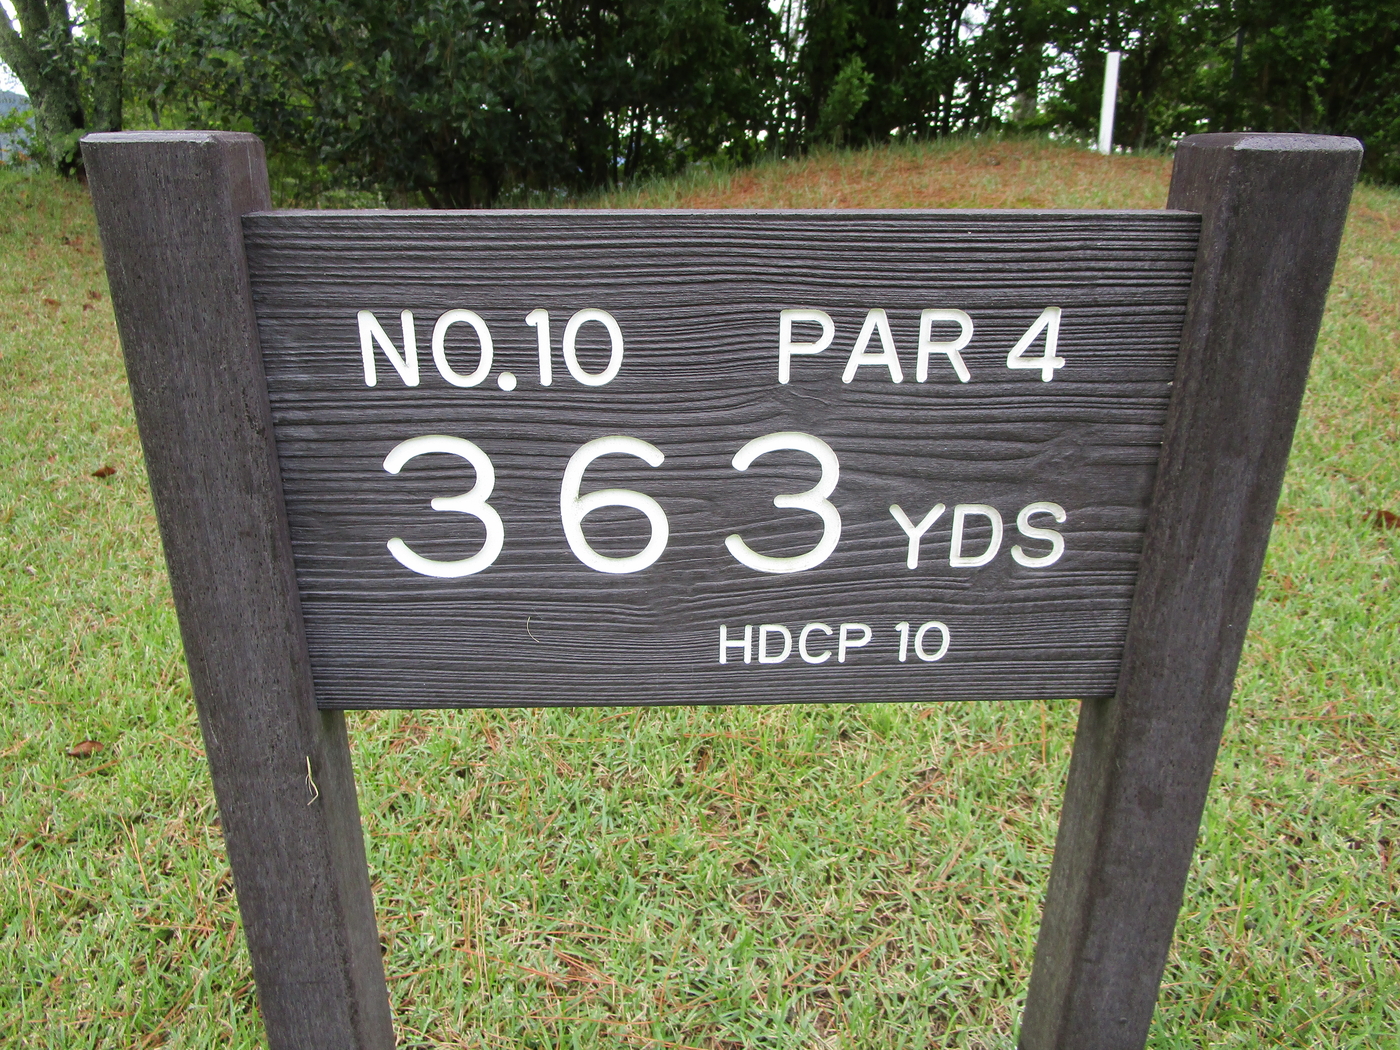 NO.10 PAR 4
363 YDS
HDCP 10